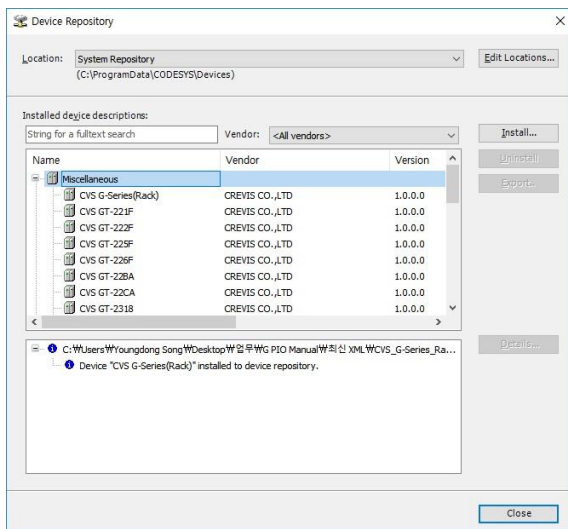 Device Repository
Location: System Repository Edit Locations...
(C:\ProgramData\CODESYS\Devices)
Installed device descriptions:
String for a fulltext search Vendor: <All vendors> Install...
Name Vendor Version Uninstall
Miscellaneous Export...
CVS G-Series(Rack) CREVIS CO.,LTD 1.0.0.0
CVS GT-221F CREVIS CO.,LTD 1.0.0.0
CVS GT-222F CREVIS CO.,LTD 1.0.0.0
CVS GT-225F CREVIS CO.,LTD 1.0.0.0
CVS GT-226F CREVIS CO.,LTD 1.0.0.0
CVS GT-22BA CREVIS CO.,LTD 1.0.0.0
CVS GT-22CA CREVIS CO.,LTD 1.0.0.0
CVS GT-2318 CREVIS CO.,LTD 1.0.0.0
C:₩Users₩Youngdong Song₩Desktop₩업무₩G PIO Manual₩최신 XML₩CVS_G-Series_Ra... Details...
Device "CVS G-Series(Rack)" installed to device repository.
Close